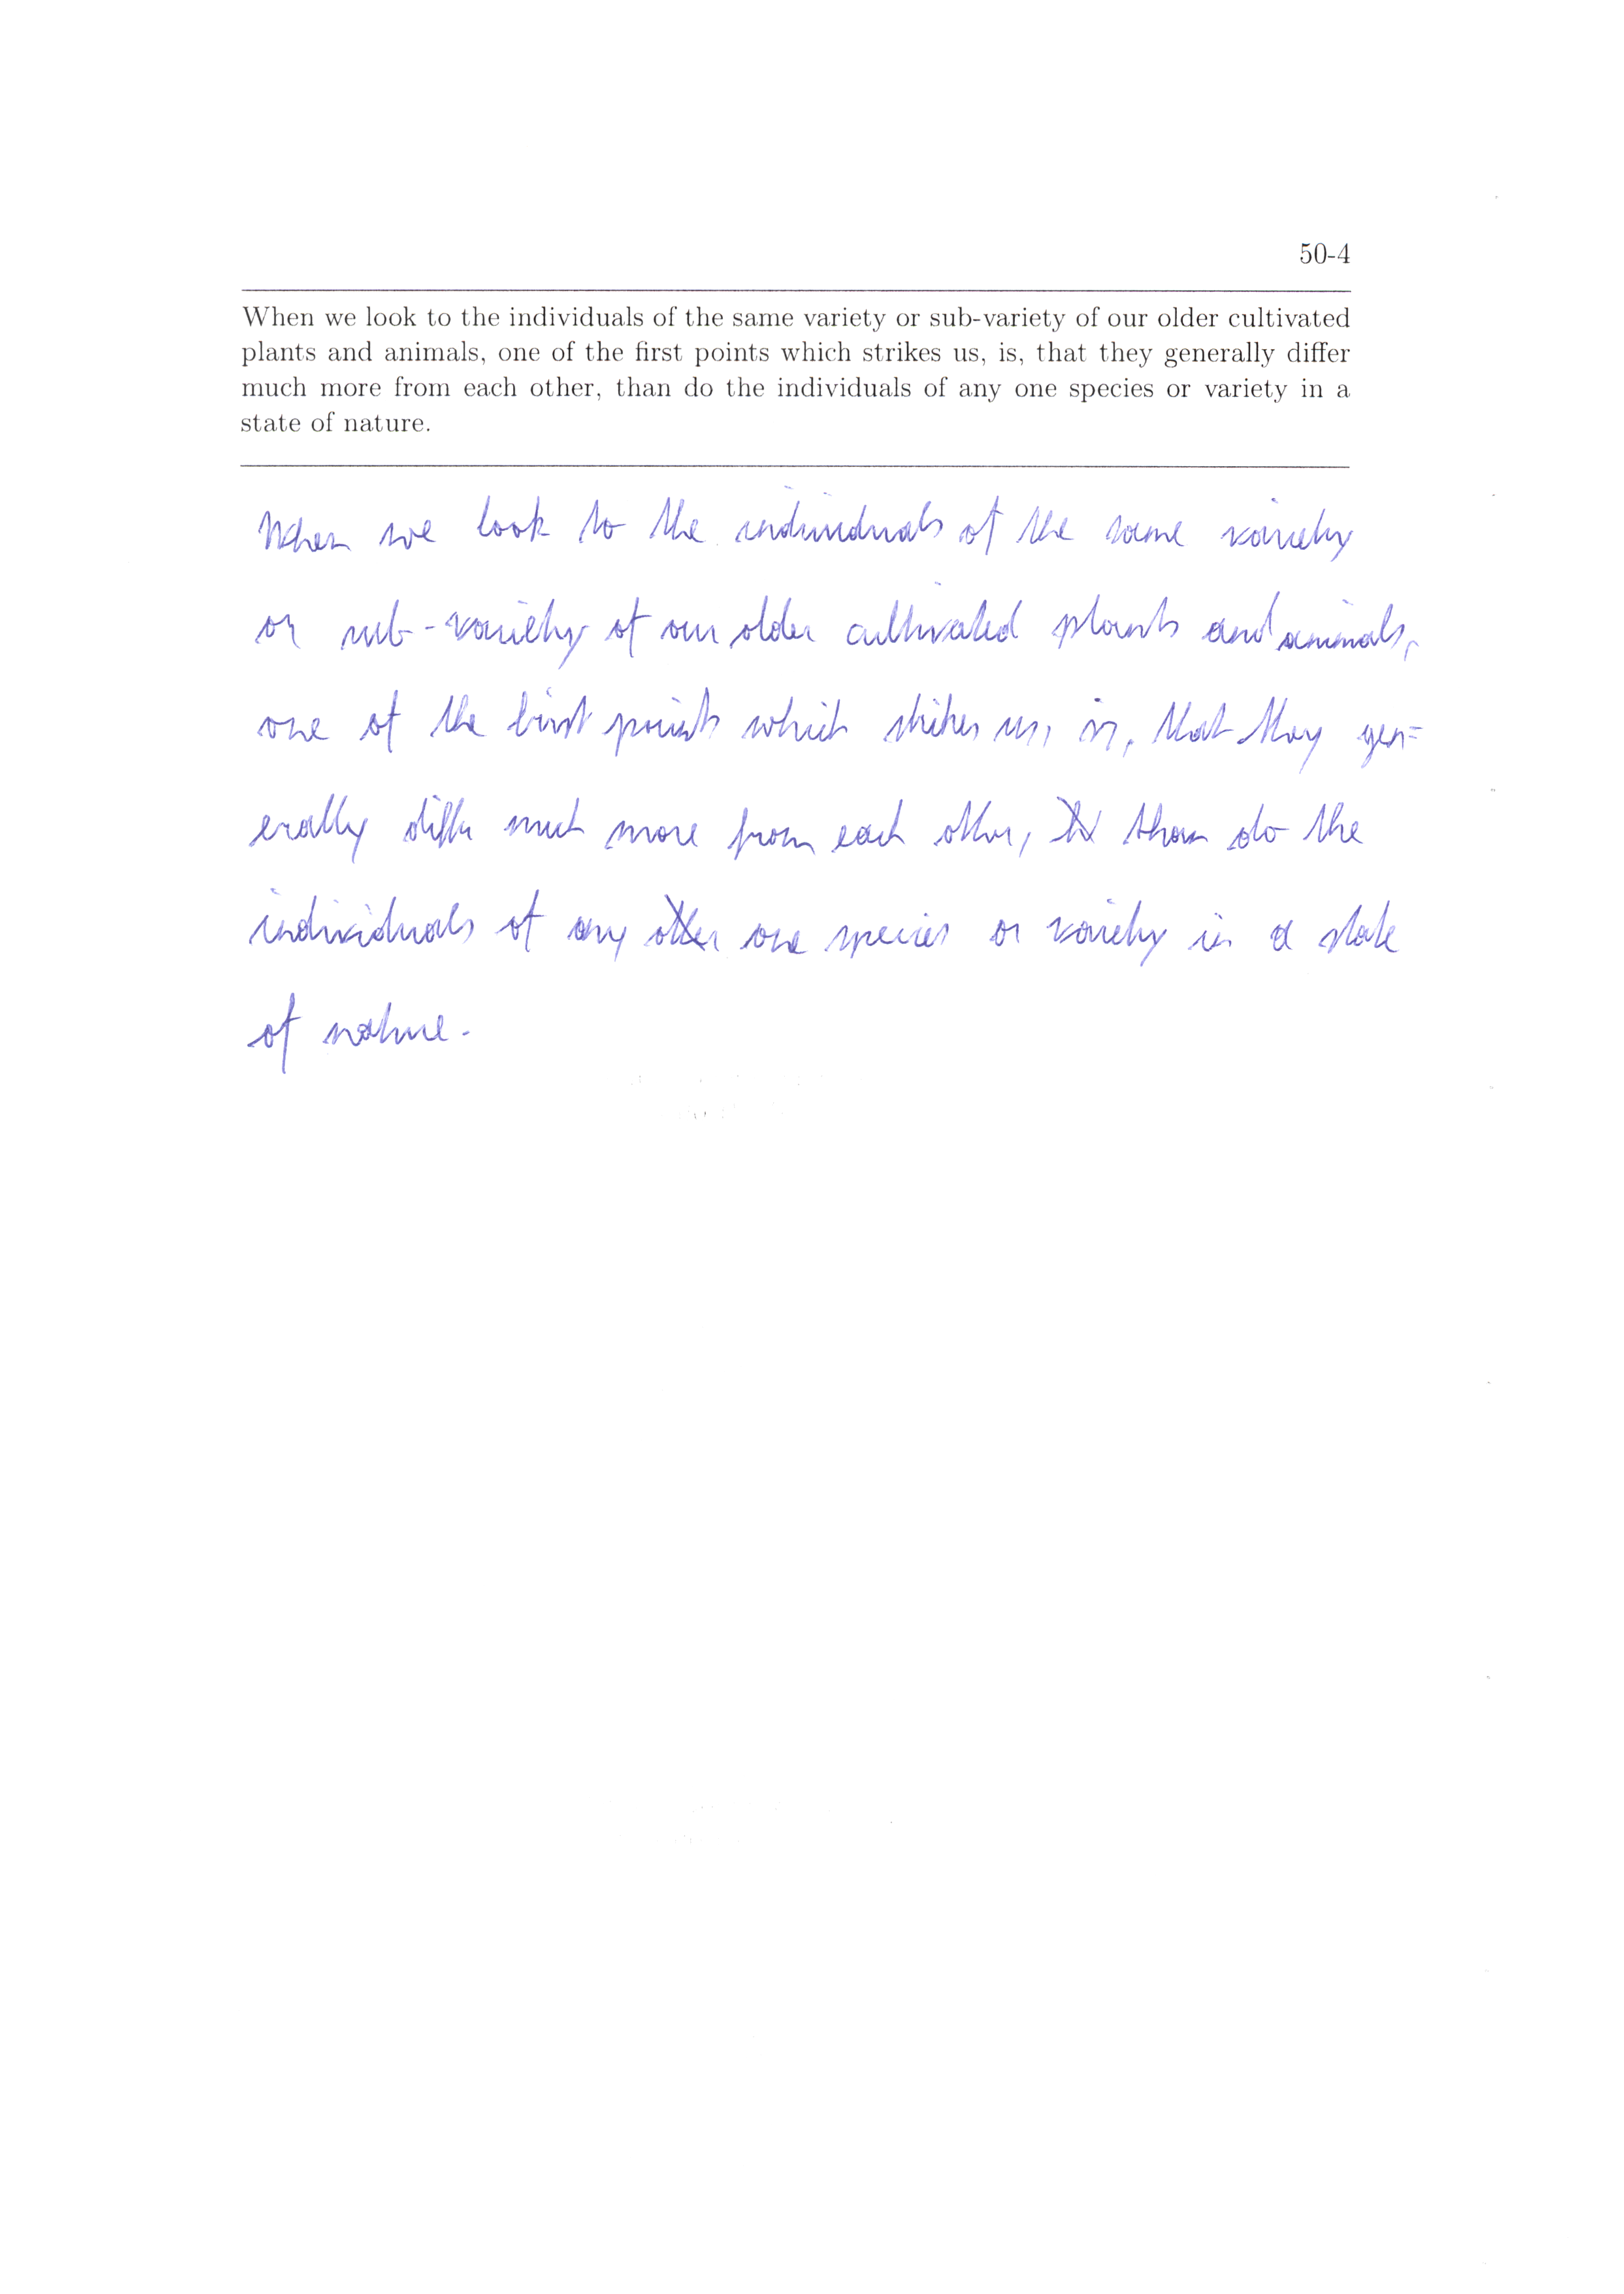 50-4
When we look to the individuals of the same variety or sub-variety of our older cultivated
plants and animals, one of the first points which strikes us, is, that they generally differ
much more from each other, than do the individuals of any one species or variety in a
state of nature.
When we look to the individuals of the same variety
or sub-variety of our older cultivated plants and animals,
one of the first points which strikes us, is, that they gen=
erally differ much more from each other, than do the
individuals of any other one species or variety in a state
of nature.